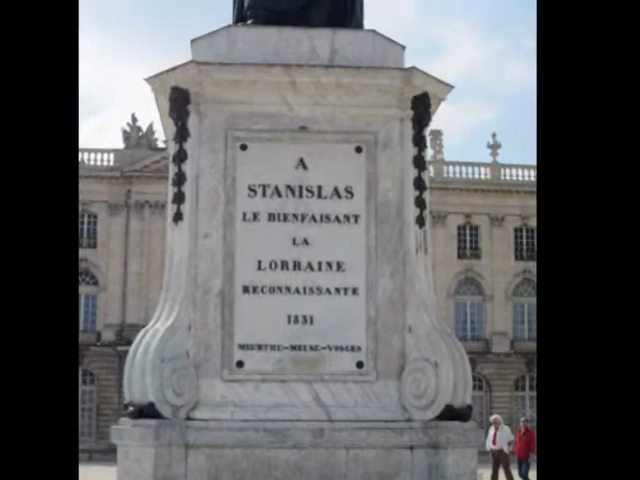 A
STANISLAS
LE BIENFAISANT
LA
LORRAINE
RECONNAISSANTE
1831
MEURTHE-MEUSE-VOSGES